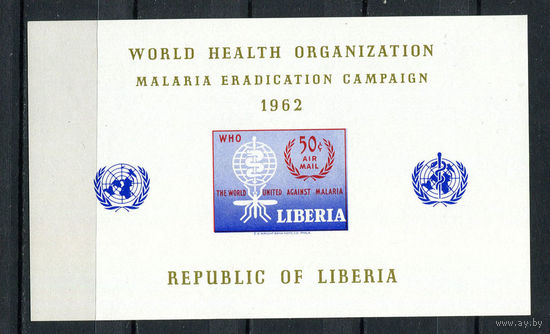 WORLD HEALTH ORGANIZATION
MALARIA ERADICATION CAMPAIGN
1962
WHO
50¢
AIR
MAIL
THE WORLD UNITED AGAINST MALARIA
LIBERIA
REPUBLIC OF LIBERIA
www.ay.by